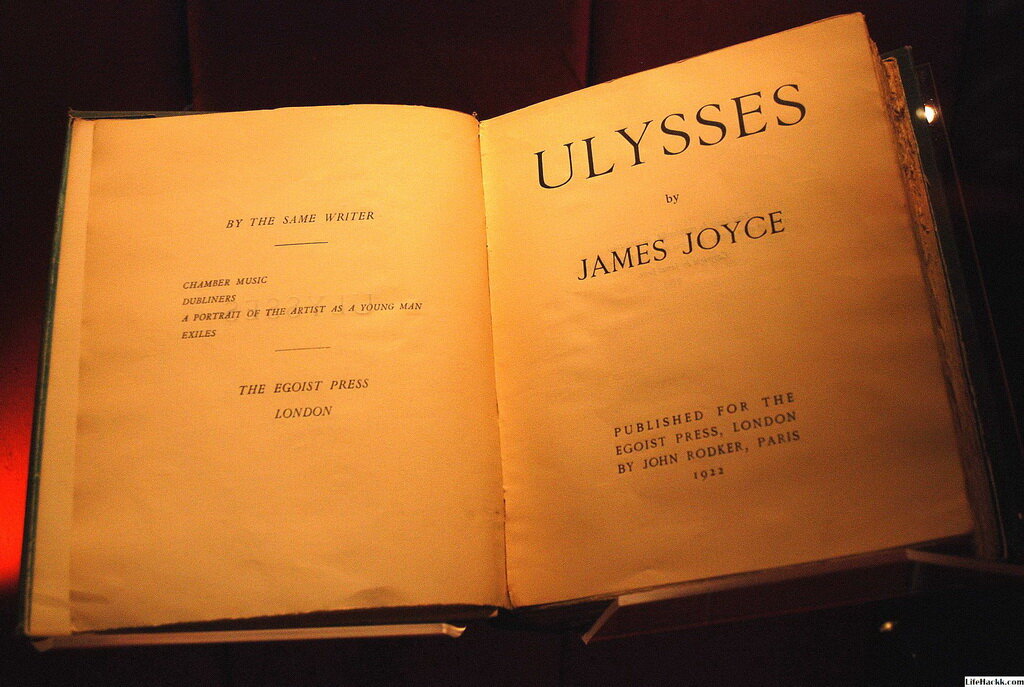 BY THE SAME WRITER
CHAMBER MUSIC
DUBLINERS
A PORTRAIT OF THE ARTIST AS A YOUNG MAN
EXILES
THE EGOIST PRESS
LONDON
ULYSSES
by
JAMES JOYCE
PUBLISHED FOR THE
EGOIST PRESS, LONDON
BY JOHN RODKER, PARIS
1922
LifeHackk.com